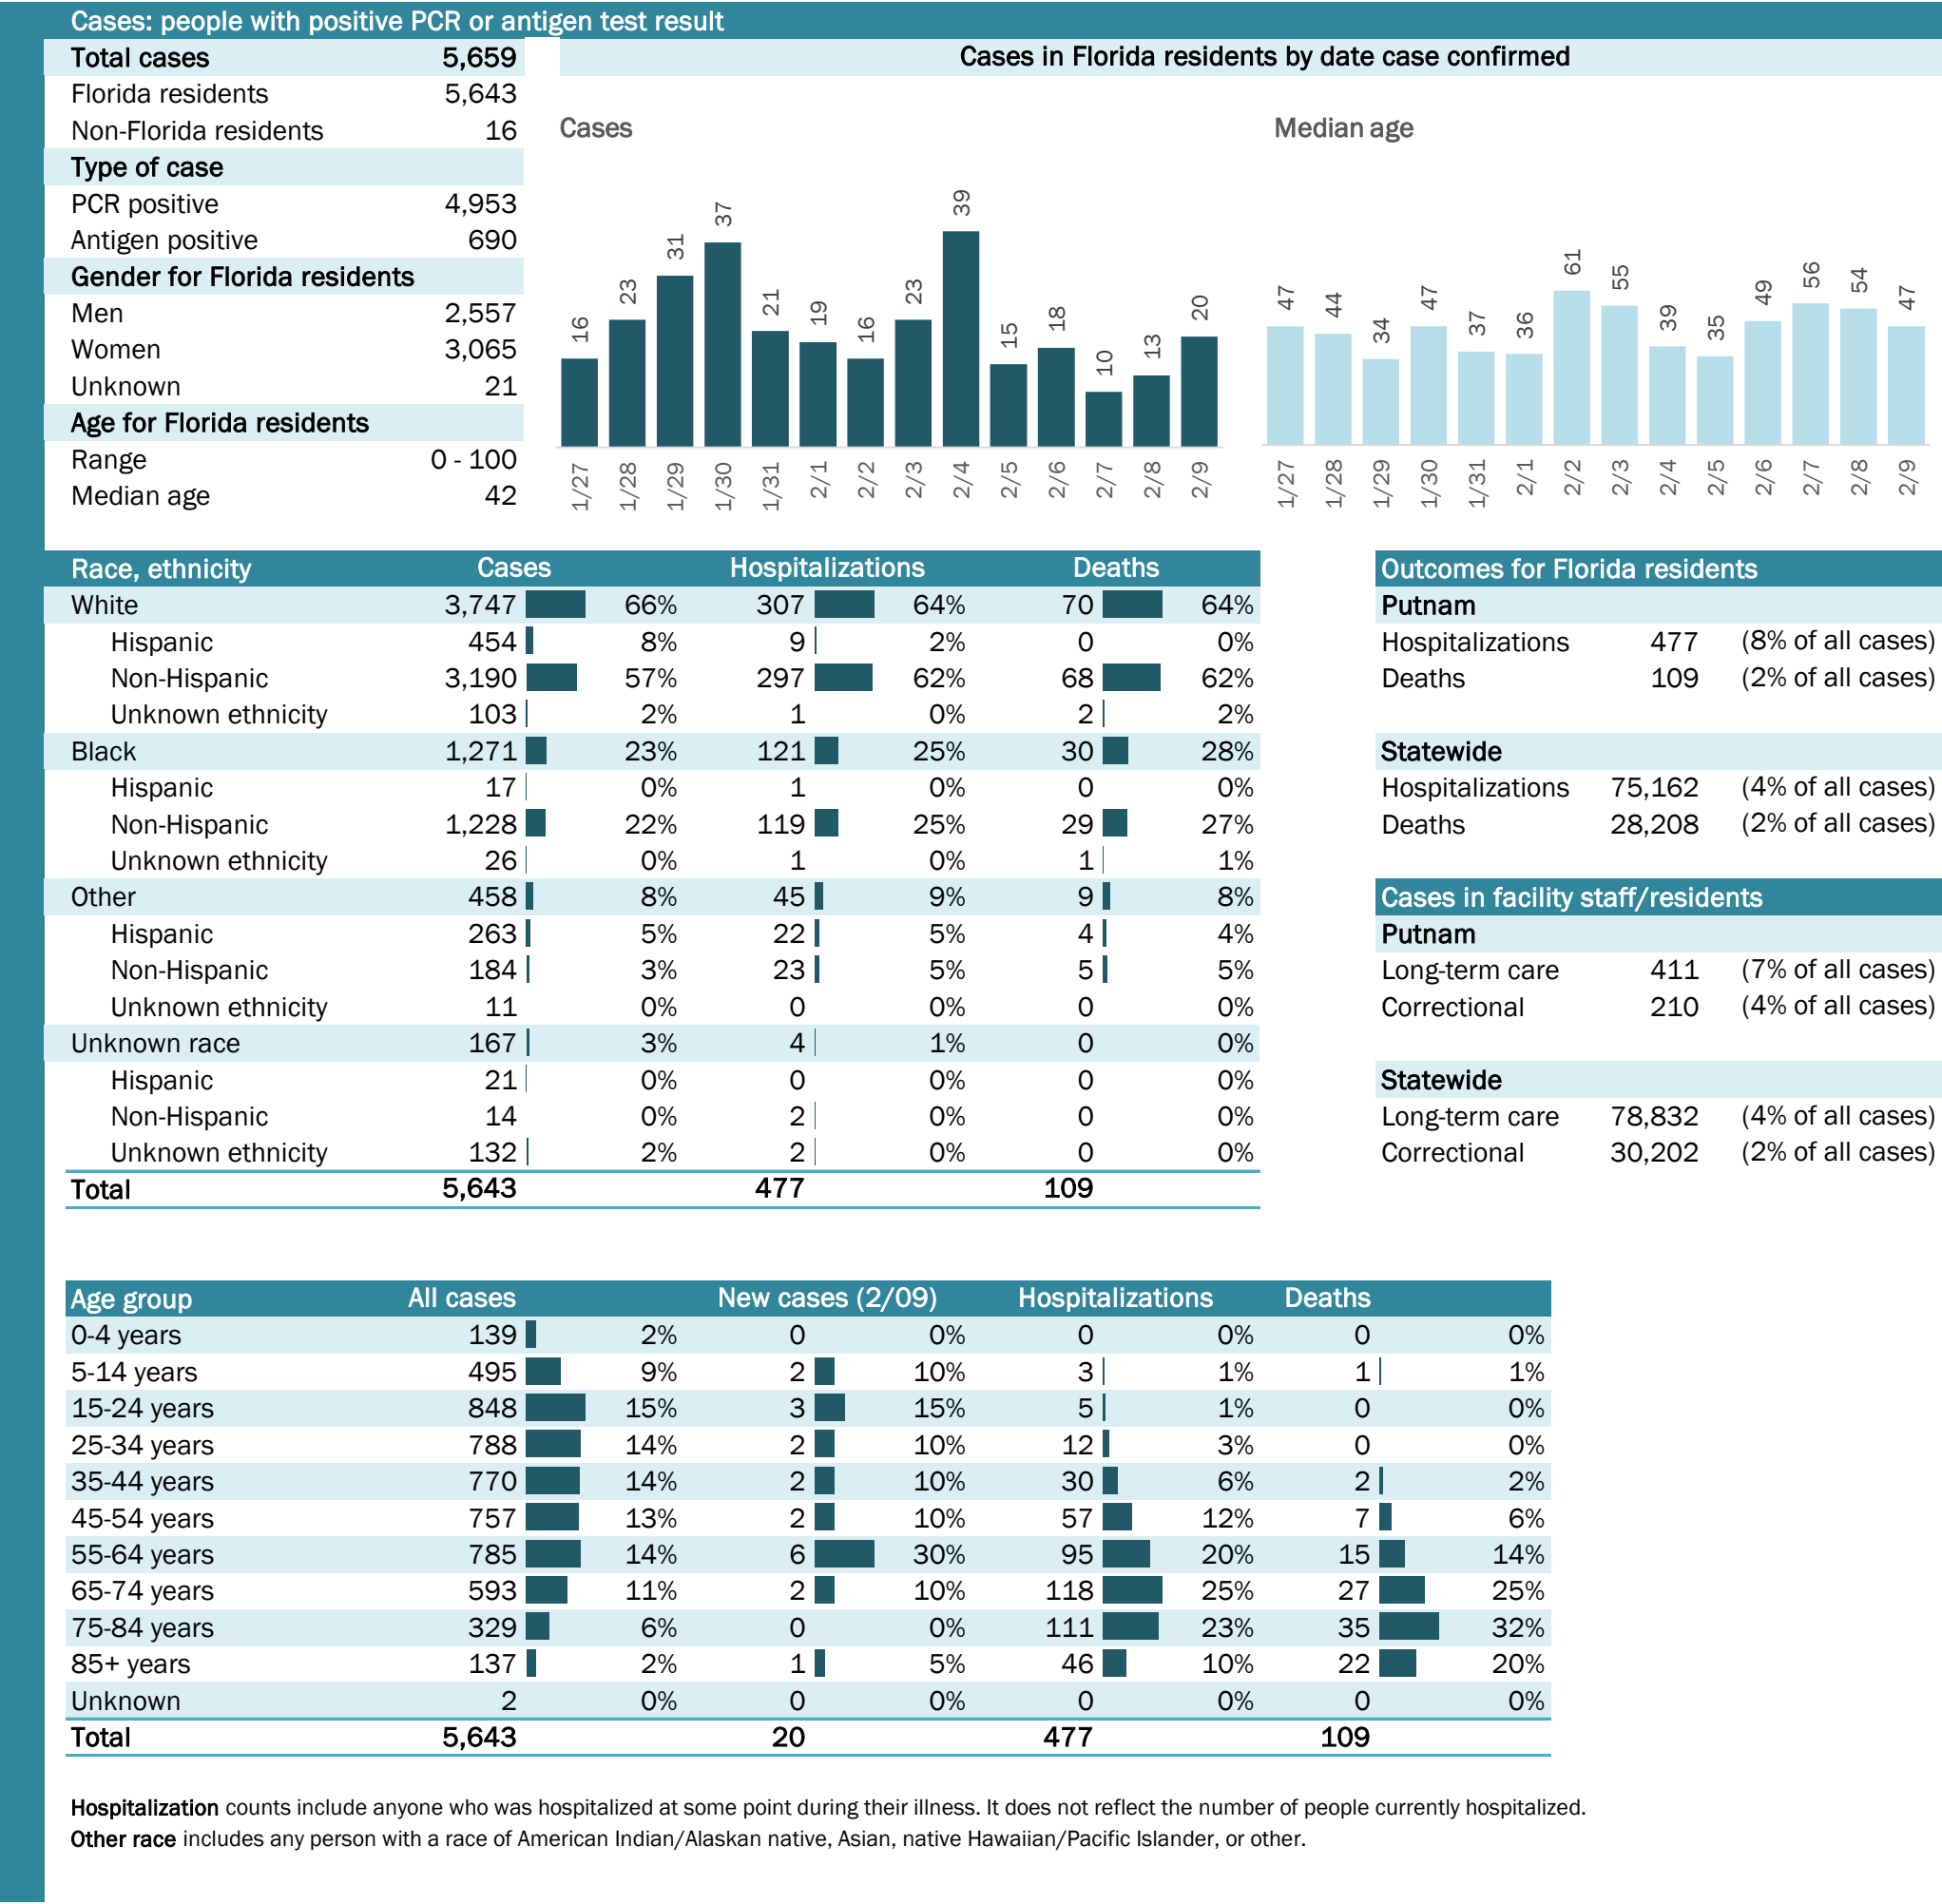 Cases: people with positive PCR or antigen test result
Total cases 5,659
Florida residents 5,643
Non-Florida residents 16
Type of case
PCR positive 4,953
Antigen positive 690
Gender for Florida residents
Men 2,557
Women 3,065
Unknown 21
Age for Florida residents
Range 0 - 100
Median age 42
Cases in Florida residents by date case confirmed
Cases
16 23 31 37 21 19 16 23 39 15 18 10 13 20
1/27 1/28 1/29 1/30 1/31 2/1 2/2 2/3 2/4 2/5 2/6 2/7 2/8 2/9
Median age
47 44 34 47 37 36 61 55 39 35 49 56 54 47
1/27 1/28 1/29 1/30 1/31 2/1 2/2 2/3 2/4 2/5 2/6 2/7 2/8 2/9
Race, ethnicity Cases Hospitalizations Deaths
White 3,747 66% 307 64% 70 64%
Hispanic 454 8% 9 2% 0 0%
Non-Hispanic 3,190 57% 297 62% 68 62%
Unknown ethnicity 103 2% 1 0% 2 2%
Black 1,271 23% 121 25% 30 28%
Hispanic 17 0% 1 0% 0 0%
Non-Hispanic 1,228 22% 119 25% 29 27%
Unknown ethnicity 26 0% 1 0% 1 1%
Other 458 8% 45 9% 9 8%
Hispanic 263 5% 22 5% 4 4%
Non-Hispanic 184 3% 23 5% 5 5%
Unknown ethnicity 11 0% 0 0% 0 0%
Unknown race 167 3% 4 1% 0 0%
Hispanic 21 0% 0 0% 0 0%
Non-Hispanic 14 0% 2 0% 0 0%
Unknown ethnicity 132 2% 2 0% 0 0%
Total 5,643 477 109
Outcomes for Florida residents
Putnam
Hospitalizations 477 (8% of all cases)
Deaths 109 (2% of all cases)
Statewide
Hospitalizations 75,162 (4% of all cases)
Deaths 28,208 (2% of all cases)
Cases in facility staff/residents
Putnam
Long-term care 411 (7% of all cases)
Correctional 210 (4% of all cases)
Statewide
Long-term care 78,832 (4% of all cases)
Correctional 30,202 (2% of all cases)
Age group All cases New cases (2/09) Hospitalizations Deaths
0-4 years 139 2% 0 0% 0 0% 0 0%
5-14 years 495 9% 2 10% 3 1% 1 1%
15-24 years 848 15% 3 15% 5 1% 0 0%
25-34 years 788 14% 2 10% 12 3% 0 0%
35-44 years 770 14% 2 10% 30 6% 2 2%
45-54 years 757 13% 2 10% 57 12% 7 6%
55-64 years 785 14% 6 30% 95 20% 15 14%
65-74 years 593 11% 2 10% 118 25% 27 25%
75-84 years 329 6% 0 0% 111 23% 35 32%
85+ years 137 2% 1 5% 46 10% 22 20%
Unknown 2 0% 0 0% 0 0% 0 0%
Total 5,643 20 477 109
Hospitalization counts include anyone who was hospitalized at some point during their illness. It does not reflect the number of people currently hospitalized.
Other race includes any person with a race of American Indian/Alaskan native, Asian, native Hawaiian/Pacific Islander, or other.